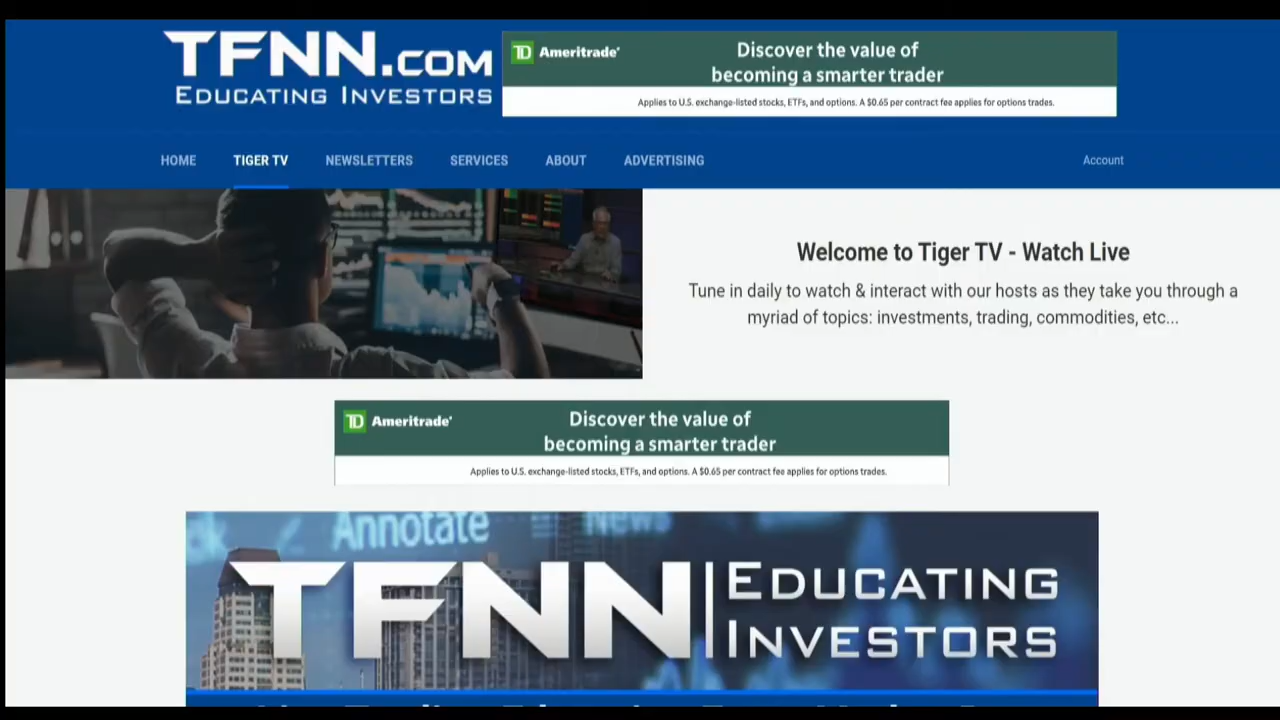 TFNN.COM
EDUCATING INVESTORS
TD Ameritrade
Discover the value of
becoming a smarter trader
Applies to U.S. exchange-listed stocks, ETFs, and options. A $0.65 per contract fee applies for options trades.
HOME TIGER TV NEWSLETTERS SERVICES ABOUT ADVERTISING Account
Welcome to Tiger TV - Watch Live
Tune in daily to watch & interact with our hosts as they take you through a
myriad of topics: investments, trading, commodities, etc...
TD Ameritrade
Discover the value of
becoming a smarter trader
Applies to U.S. exchange-listed stocks, ETFs, and options. A $0.65 per contract fee applies for options trades.
Annotate News
TFNN EDUCATING
INVESTORS